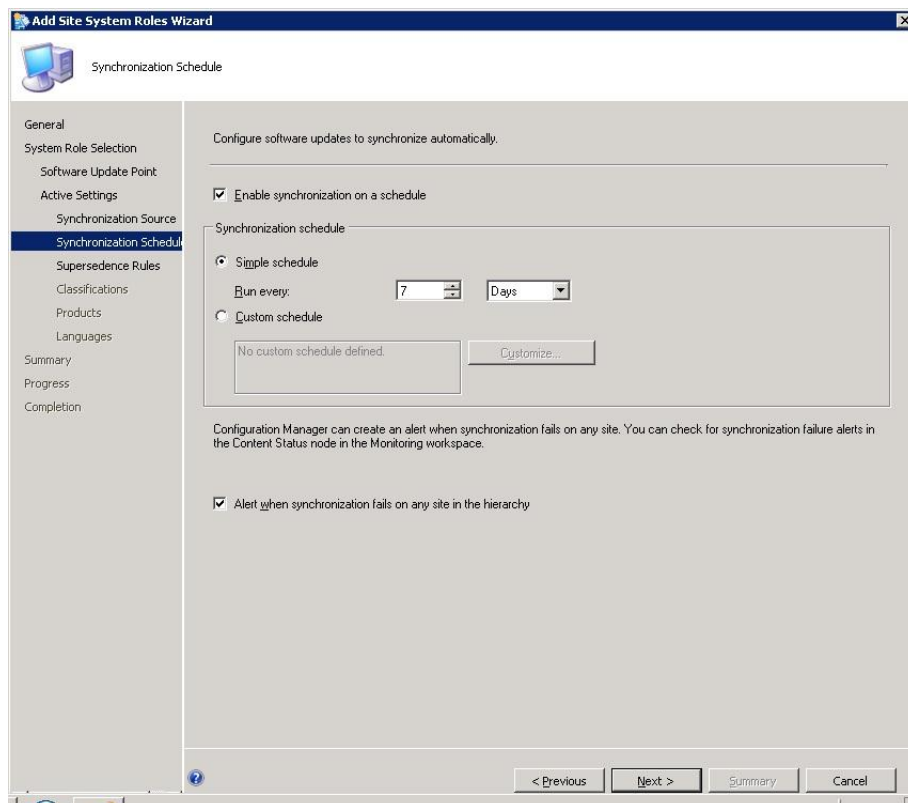 Add Site System Roles Wizard
Synchronization Schedule
General
System Role Selection
Software Update Point
Active Settings
Synchronization Source
Synchronization Schedul
Supersedence Rules
Classifications
Products
Languages
Summary
Progress
Completion
Configure software updates to synchronize automatically.
Enable synchronization on a schedule
Synchronization schedule
Simple schedule
Run every: 7 Days
Custom schedule
No custom schedule defined. Customize...
Configuration Manager can create an alert when synchronization fails on any site. You can check for synchronization failure alerts in
the Content Status node in the Monitoring workspace.
Alert when synchronization fails on any site in the hierarchy
< Previous Next > Summary Cancel